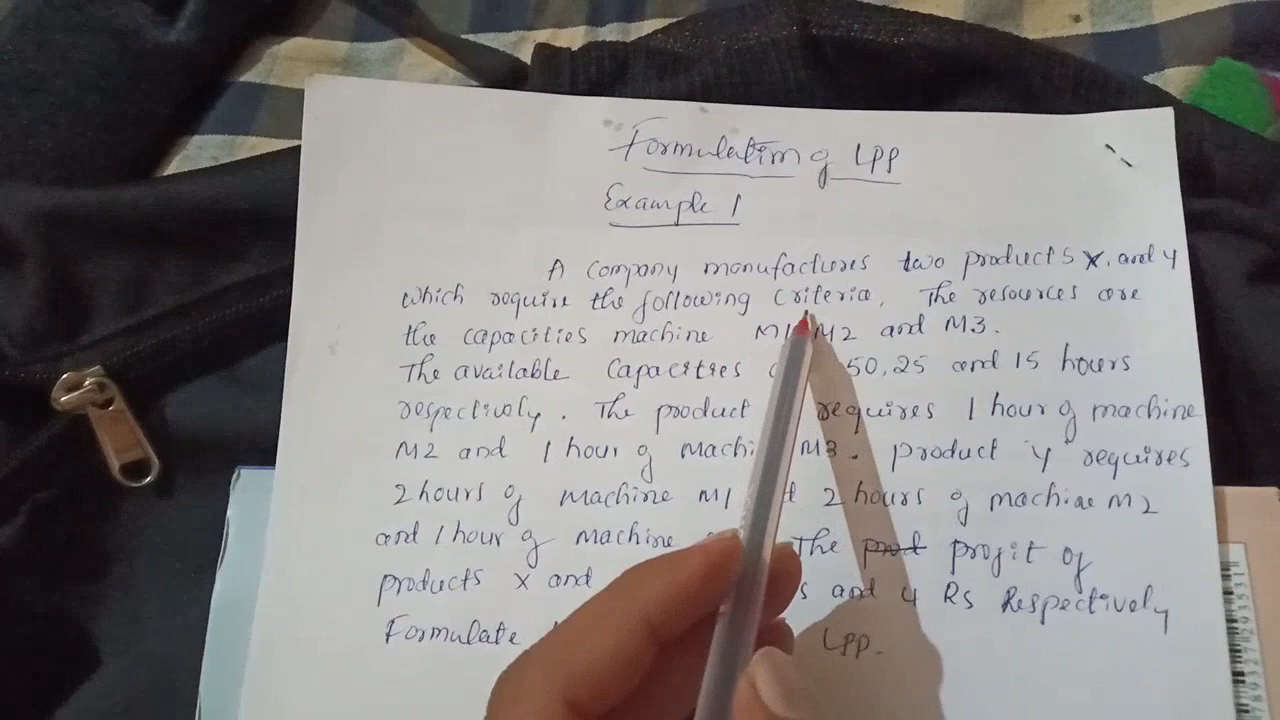 Formulation of LPP
Example 1
A company manufactures two products X, and Y
which require the following criteria, The resources are
the capacities machine M1 M2 and M3.
The available capacities 50, 25 and 15 hours
respectively. The product requires 1 hour of machine
M2 and 1 hour of machi M3. product Y requires
2 hours of machine M1 2 hours of machine M2
and 1 hour of machine The prod profit of
products X and and 4 Rs Respectively
Formulate LPP.
9789327293531